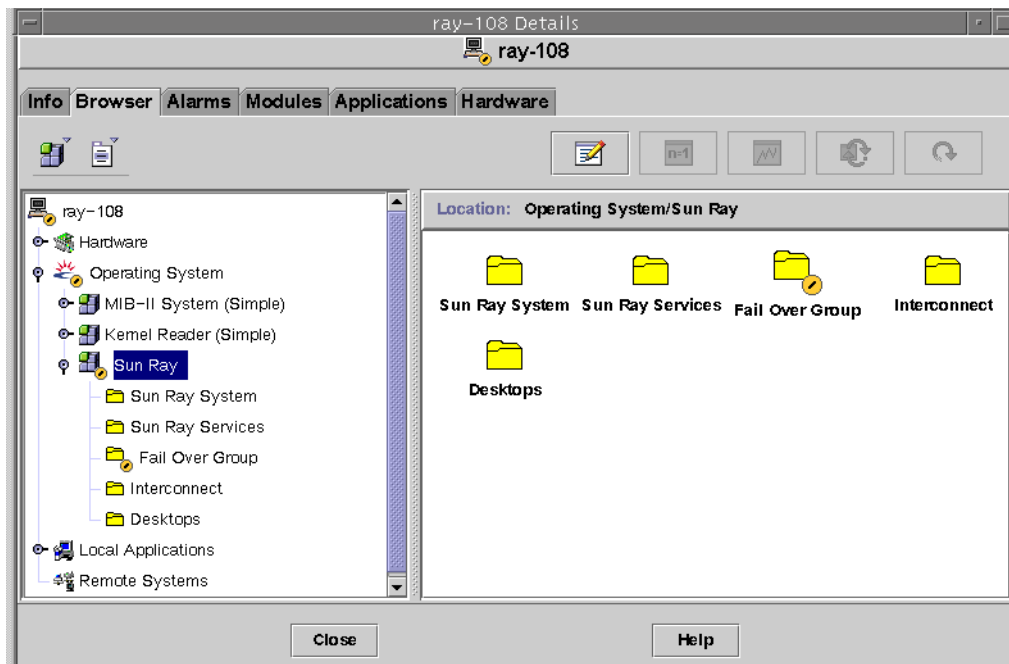 ray-108 Details
ray-108
Info Browser Alarms Modules Applications Hardware
n=1
ray-108
Hardware
Operating System
MIB-II System (Simple)
Kernel Reader (Simple)
Sun Ray
Sun Ray System
Sun Ray Services
Fail Over Group
Interconnect
Desktops
Local Applications
Remote Systems
Location: Operating System/Sun Ray
Sun Ray System Sun Ray Services Fail Over Group Interconnect
Desktops
Close Help